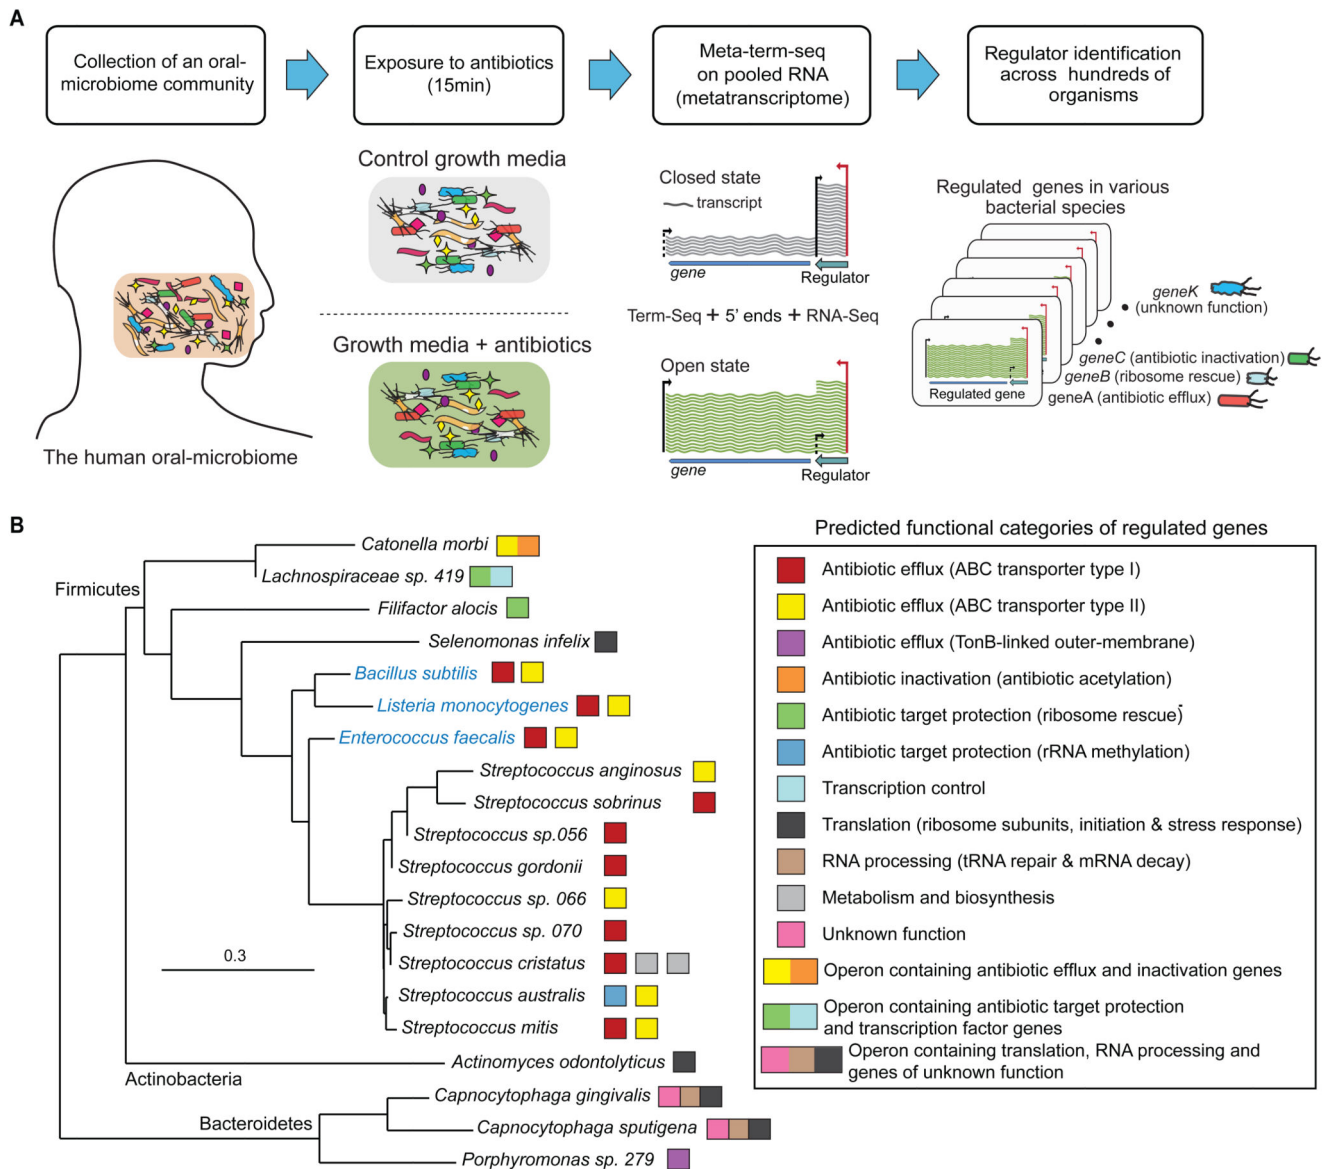 A
Collection of an oral-
microbiome community
Exposure to antibiotics
(15min)
Meta-term-seq
on pooled RNA
(metatranscriptome)
Regulator identification
across hundreds of
organisms
The human oral-microbiome
Control growth media
Growth media + antibiotics
Closed state
transcript
gene
Regulator
Term-Seq + 5' ends + RNA-Seq
Open state
gene
Regulator
Regulated genes in various
bacterial species
Regulated gene
geneK
(unknown function)
geneC (antibiotic inactivation)
geneB (ribosome rescue)
geneA (antibiotic efflux)
B
Firmicutes
Catonella morbi
Lachnospiraceae sp. 419
Filifactor alocis
Selenomonas infelix
Bacillus subtilis
Listeria monocytogenes
Enterococcus faecalis
Streptococcus anginosus
Streptococcus sobrinus
Streptococcus sp.056
Streptococcus gordonii
Streptococcus sp. 066
Streptococcus sp. 070
Streptococcus cristatus
Streptococcus australis
Streptococcus mitis
0.3
Actinobacteria
Actinomyces odontolyticus
Bacteroidetes
Capnocytophaga gingivalis
Capnocytophaga sputigena
Porphyromonas sp. 279
Predicted functional categories of regulated genes
Antibiotic efflux (ABC transporter type I)
Antibiotic efflux (ABC transporter type II)
Antibiotic efflux (TonB-linked outer-membrane)
Antibiotic inactivation (antibiotic acetylation)
Antibiotic target protection (ribosome rescue)
Antibiotic target protection (rRNA methylation)
Transcription control
Translation (ribosome subunits, initiation & stress response)
RNA processing (tRNA repair & mRNA decay)
Metabolism and biosynthesis
Unknown function
Operon containing antibiotic efflux and inactivation genes
Operon containing antibiotic target protection
and transcription factor genes
Operon containing translation, RNA processing and
genes of unknown function